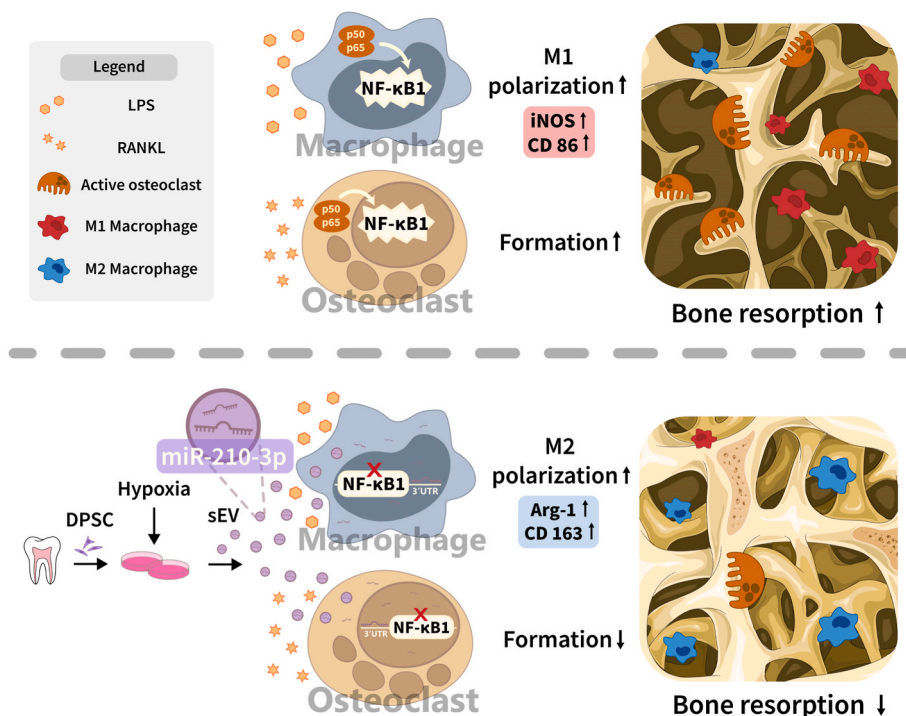 Legend
LPS
RANKL
Active osteoclast
M1 Macrophage
M2 Macrophage
p50
p65
NF-κB1
Macrophage
M1
polarization↑
iNOS↑
CD 86↑
p50
p65
NF-κB1
Osteoclast
Formation↑
Bone resorption ↑
miR-210-3p
Hypoxia
DPSC
sEV
NF-κB1
3'UTR
Macrophage
M2
polarization↑
Arg-1↑
CD 163↑
3'UTR
NF-κB1
Osteoclast
Formation↓
Bone resorption ↓